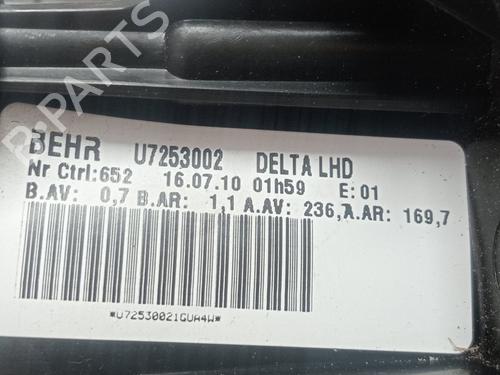 BEHR U7253002 DELTA LHD
Nr Ctrl:652 16.07.10 01h59 E:01
B.AV: 0,7 B.AR: 1,1 A.AV: 236,7 A.AR: 169,7
*U72530021GUA4W*
B-PARTS